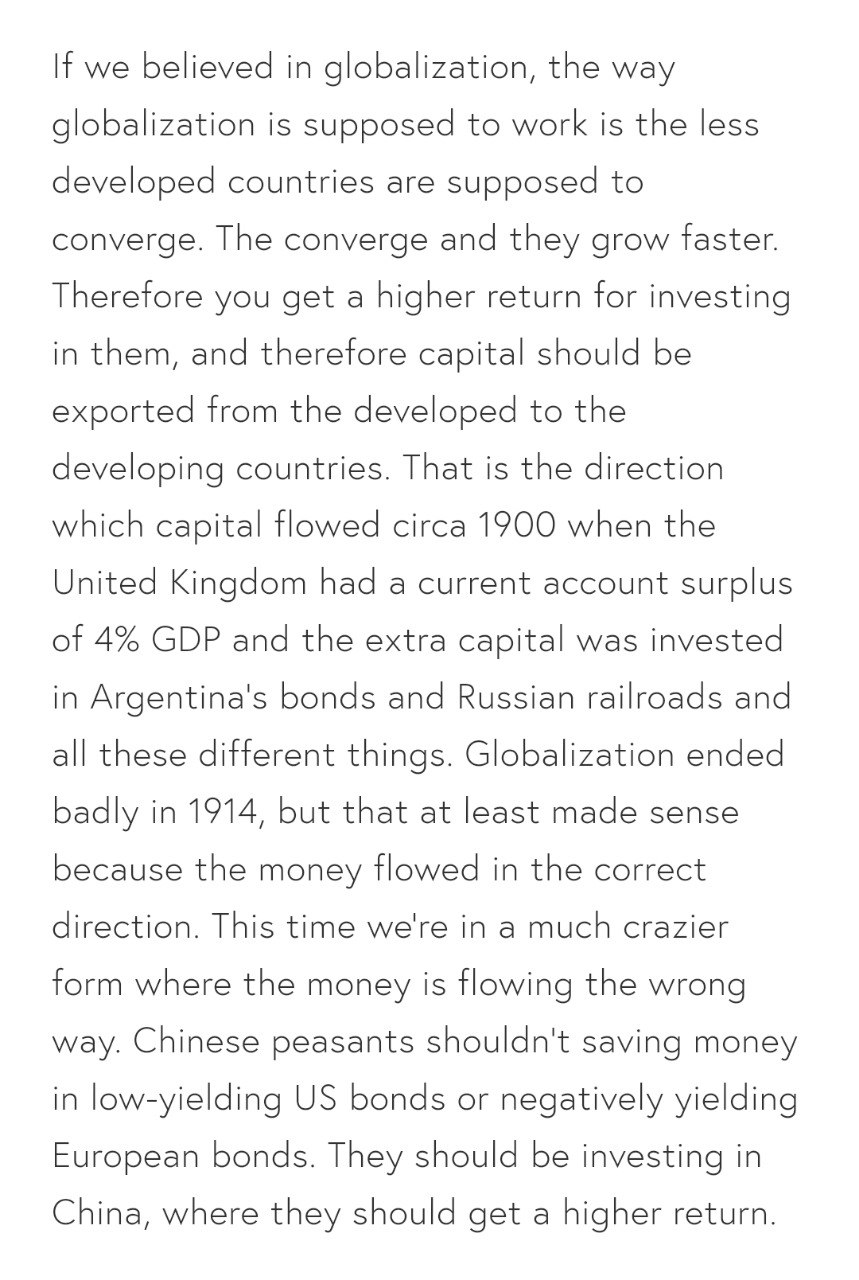 If we believed in globalization, the way
globalization is supposed to work is the less
developed countries are supposed to
converge. The converge and they grow faster.
Therefore you get a higher return for investing
in them, and therefore capital should be
exported from the developed to the
developing countries. That is the direction
which capital flowed circa 1900 when the
United Kingdom had a current account surplus
of 4% GDP and the extra capital was invested
in Argentina's bonds and Russian railroads and
all these different things. Globalization ended
badly in 1914, but that at least made sense
because the money flowed in the correct
direction. This time we're in a much crazier
form where the money is flowing the wrong
way. Chinese peasants shouldn't saving money
in low-yielding US bonds or negatively yielding
European bonds. They should be investing in
China, where they should get a higher return.